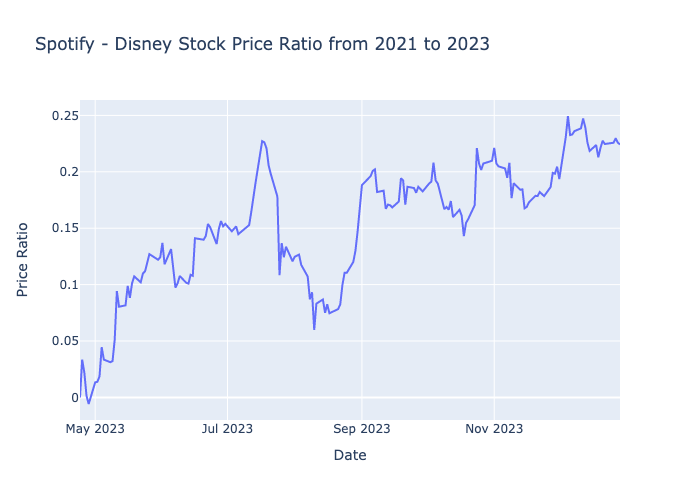 Spotify - Disney Stock Price Ratio from 2021 to 2023
Price Ratio
0.25
0.2
0.15
0.1
0.05
0
May 2023
Jul 2023
Sep 2023
Nov 2023
Date